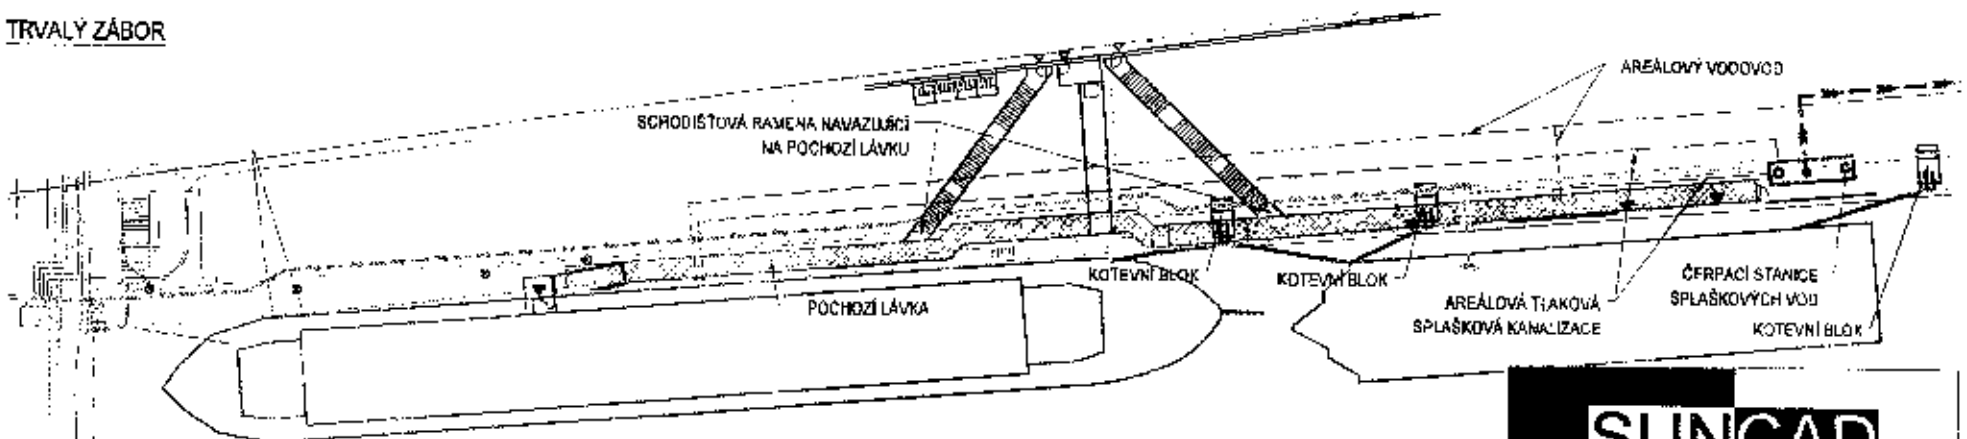 TRVALÝ ZÁBOR
AREÁLOVÝ VODOVOD
SCHODIŠŤOVÁ RAMENA NAVAZUJÍCÍ
NA POCHOZÍ LÁVKU
KOTEVNÍ BLOK
KOTEVNÍ BLOK
POCHOZÍ LÁVKA
AREÁLOVÁ TLAKOVÁ
SPLAŠKOVÁ KANALIZACE
ČERPACÍ STANICE
SPLAŠKOVÝCH VOD
KOTEVNÍ BLOK
SUNCAD